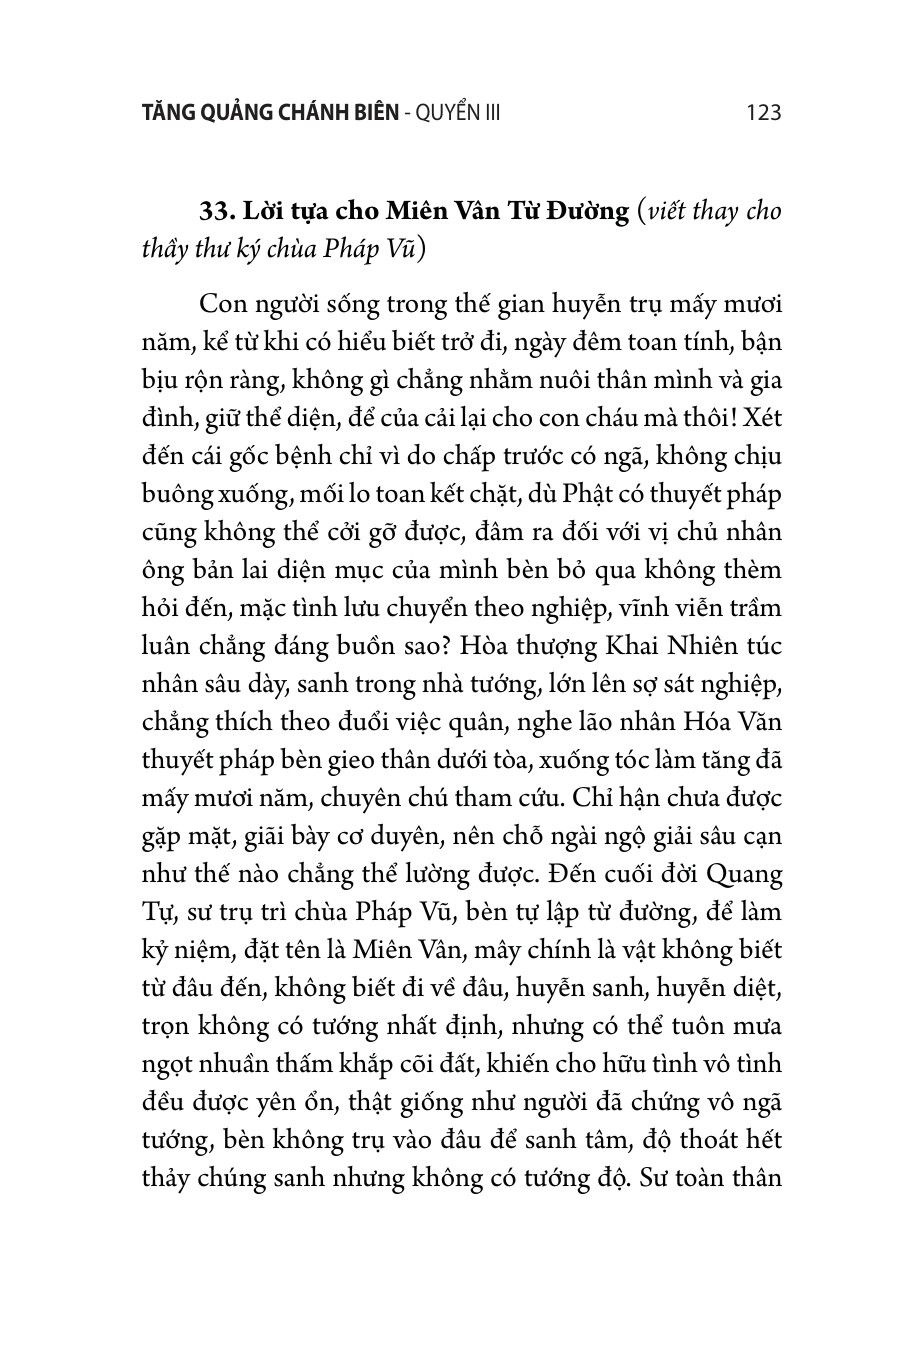 TĂNG QUẢNG CHÁNH BIÊN - QUYỂN III 123
33. Lời tựa cho Miên Vân Từ Đường (viết thay cho
thầy thư ký chùa Pháp Vũ)
Con người sống trong thế gian huyễn trụ mấy mươi
năm, kể từ khi có hiểu biết trở đi, ngày đêm toan tính, bận
bịu rộn ràng, không gì chẳng nhằm nuôi thân mình và gia
đình, giữ thể diện, để của cải lại cho con cháu mà thôi! Xét
đến cái gốc bệnh chỉ vì do chấp trước có ngã, không chịu
buông xuống, mối lo toan kết chặt, dù Phật có thuyết pháp
cũng không thể cởi gỡ được, đâm ra đối với vị chủ nhân
ông bản lai diện mục của mình bèn bỏ qua không thèm
hỏi đến, mặc tình lưu chuyển theo nghiệp, vĩnh viễn trầm
luân chẳng đáng buồn sao? Hòa thượng Khai Nhiên túc
nhân sâu dày, sanh trong nhà tướng, lớn lên sợ sát nghiệp,
chẳng thích theo đuổi việc quân, nghe lão nhân Hóa Văn
thuyết pháp bèn gieo thân dưới tòa, xuống tóc làm tăng đã
mấy mươi năm, chuyên chú tham cứu. Chỉ hận chưa được
gặp mặt, giãi bày cơ duyên, nên chỗ ngài ngộ giải sâu cạn
như thế nào chẳng thể lường được. Đến cuối đời Quang
Tự, sư trụ trì chùa Pháp Vũ, bèn tự lập từ đường, để làm
kỷ niệm, đặt tên là Miên Vân, mây chính là vật không biết
từ đâu đến, không biết đi về đâu, huyễn sanh, huyễn diệt,
trọn không có tướng nhất định, nhưng có thể tuôn mưa
ngọt nhuần thấm khắp cõi đất, khiến cho hữu tình vô tình
đều được yên ổn, thật giống như người đã chứng vô ngã
tướng, bèn không trụ vào đâu để sanh tâm, độ thoát hết
thảy chúng sanh nhưng không có tướng độ. Sư toàn thân